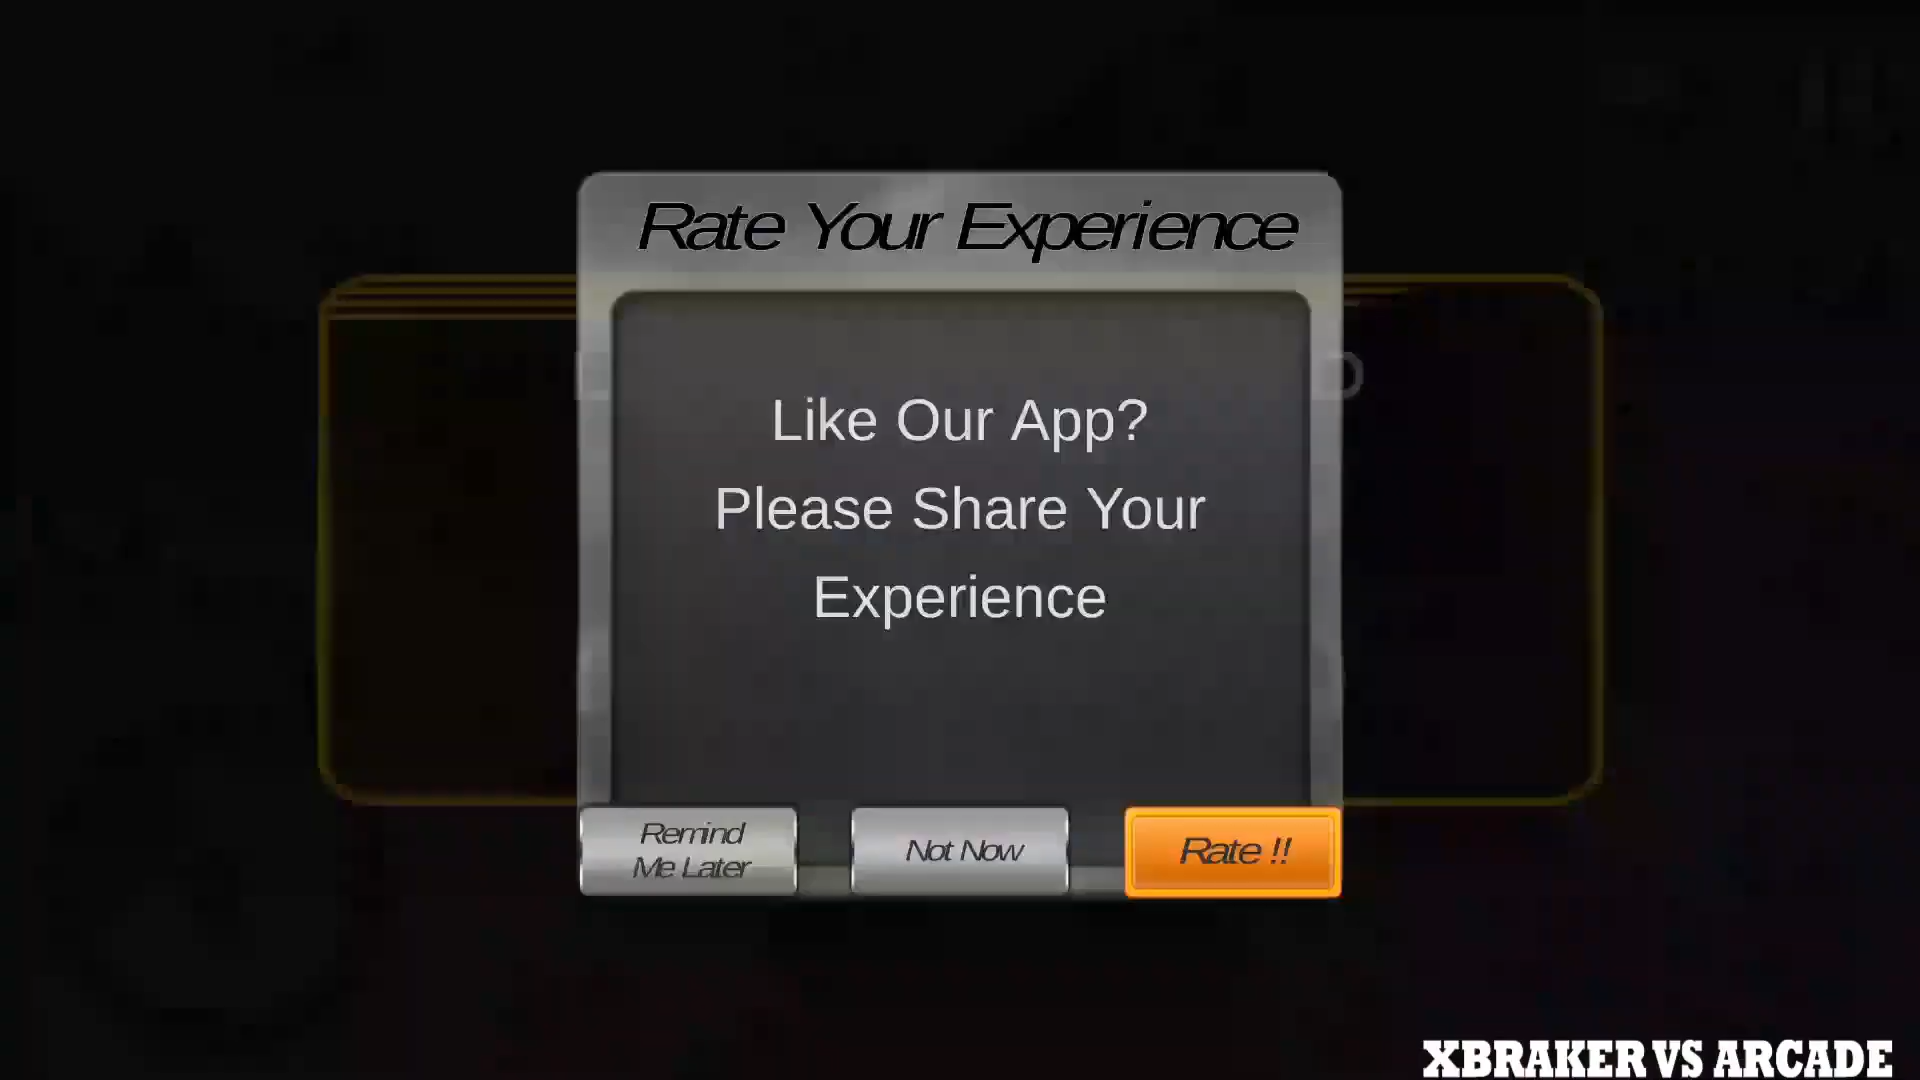 Rate Your Experience
Like Our App?
Please Share Your
Experience
Remind
Me Later
Not Now
Rate !!
XBRAKER VS ARCADE